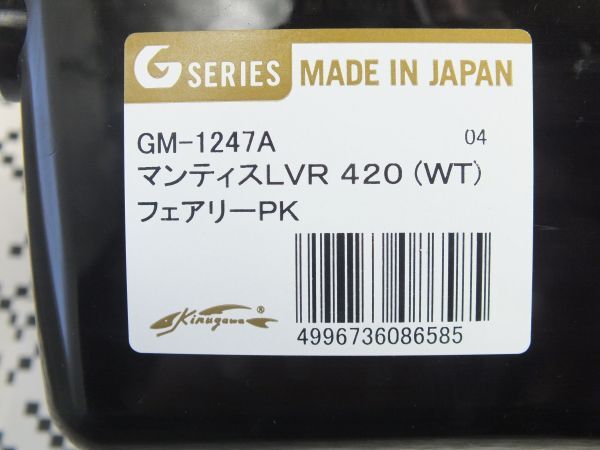 G SERIES MADE IN JAPAN
GM-1247A 04
マンティスLVR 420 (WT)
フェアリーPK
Kinugawa ®
4996736086585